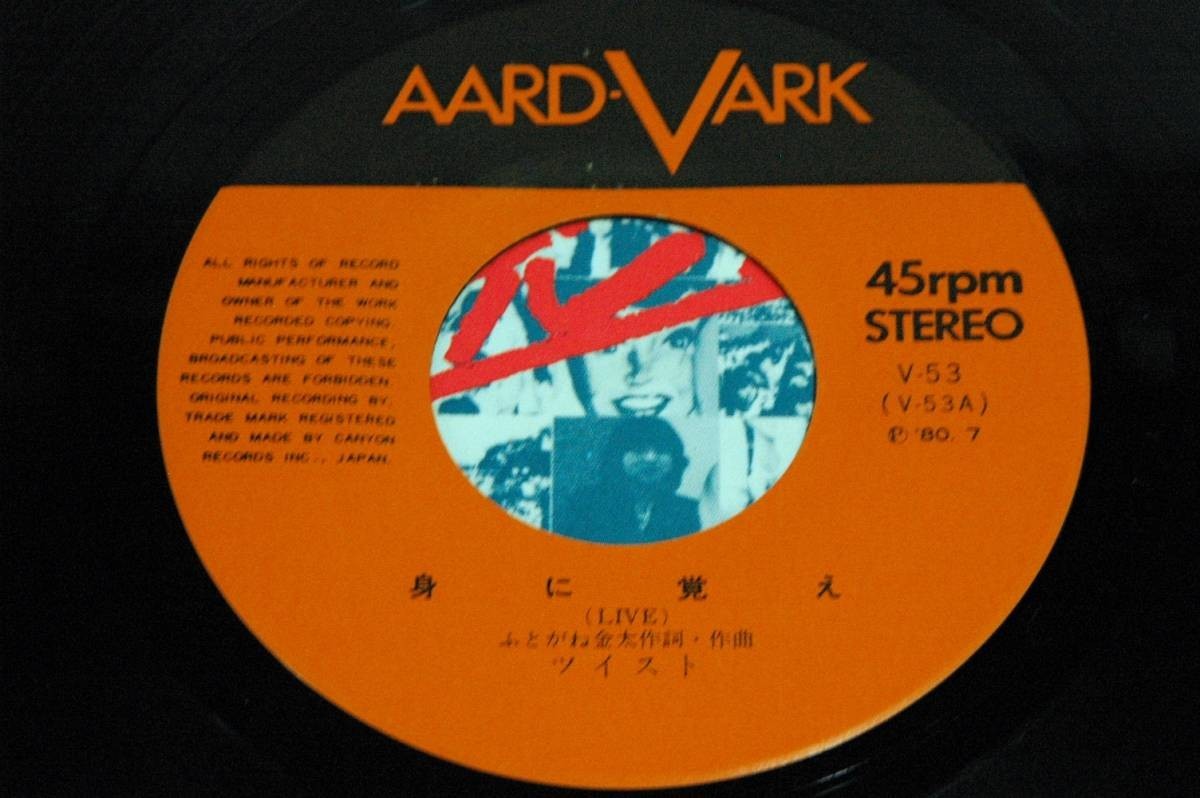 AARD-VARK
ALL RIGHTS OF RECORD
MANUFACTURER AND
OWNER OF THE WORK
RECORDED COPYING.
PUBLIC PERFORMANCE,
BROADCASTING OF THESE
RECORDS ARE FORBIDDEN.
ORIGINAL RECORDING BY,
TRADE MARK REGISTERED
AND MADE BY CANYON
RECORDS INC., JAPAN.
45rpm
STEREO
V-53
(V-53A)
Ⓟ '80. 7
身に覚え
(LIVE)
ふとがね金太作詞・作曲
ツイスト